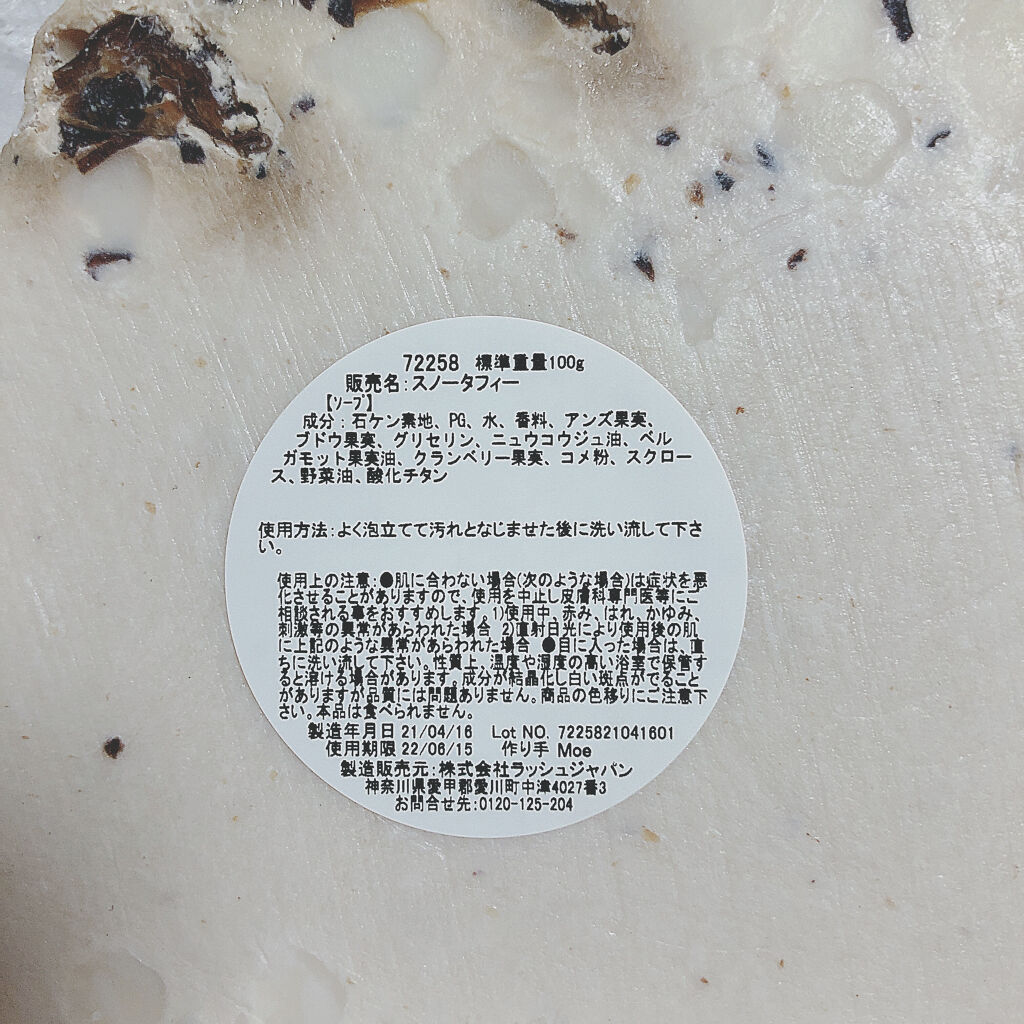 72258 標準重量100g
販売名：スノータフィー
【ソープ】
成分：石ケン素地、PG、水、香料、アンズ果実、
ブドウ果実、グリセリン、ニュウコウジュ油、ベル
ガモット果実油、クランベリー果実、コメ粉、スクロー
ス、野菜油、酸化チタン
使用方法：よく泡立てて汚れとなじませた後に洗い流して下さ
い。
使用上の注意：●肌に合わない場合(次のような場合)は症状を悪
化させることがありますので、使用を中止し皮膚科専門医等にご
相談される事をおすすめします。1)使用中、赤み、はれ、かゆみ、
刺激等の異常があらわれた場合 2)直射日光により使用後の肌
に上記のような異常があらわれた場合 ●目に入った場合は、直
ちに洗い流して下さい。性質上、温度や湿度の高い浴室で保管す
ると溶ける場合があります。成分が結晶化し白い斑点がでること
がありますが品質には問題ありません。商品の色移りにご注意下
さい。本品は食べられません。
製造年月日 21/04/16 Lot NO. 7225821041601
使用期限 22/06/15 作り手 Moe
製造販売元：株式会社ラッシュジャパン
神奈川県愛甲郡愛川町中津4027番3
お問合せ先：0120-125-204